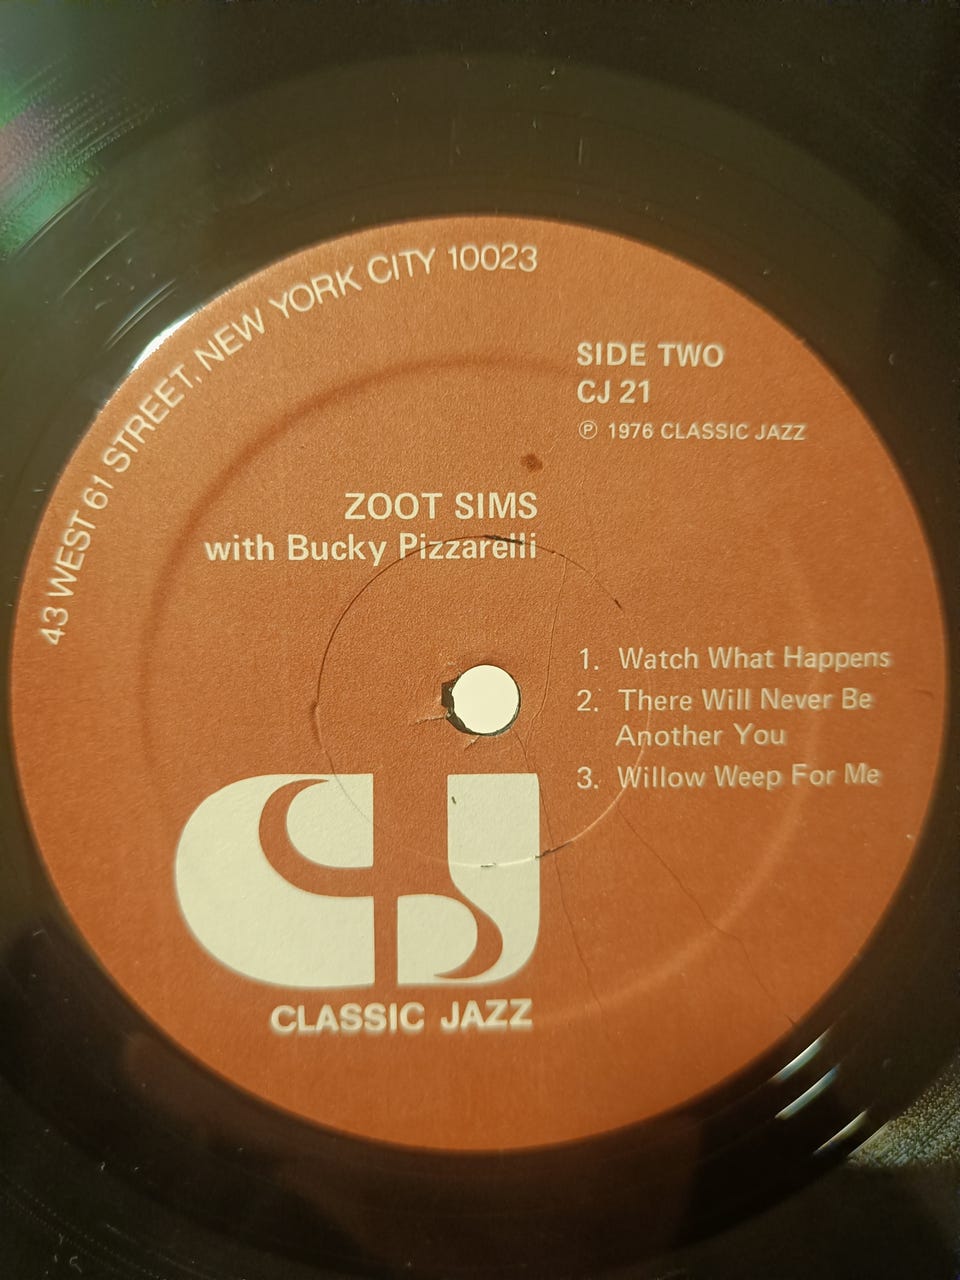 43 WEST 61 STREET, NEW YORK CITY 10023
SIDE TWO
CJ 21
℗ 1976 CLASSIC JAZZ
ZOOT SIMS
with Bucky Pizzarelli
1. Watch What Happens
2. There Will Never Be
Another You
3. Willow Weep For Me
CJ
CLASSIC JAZZ